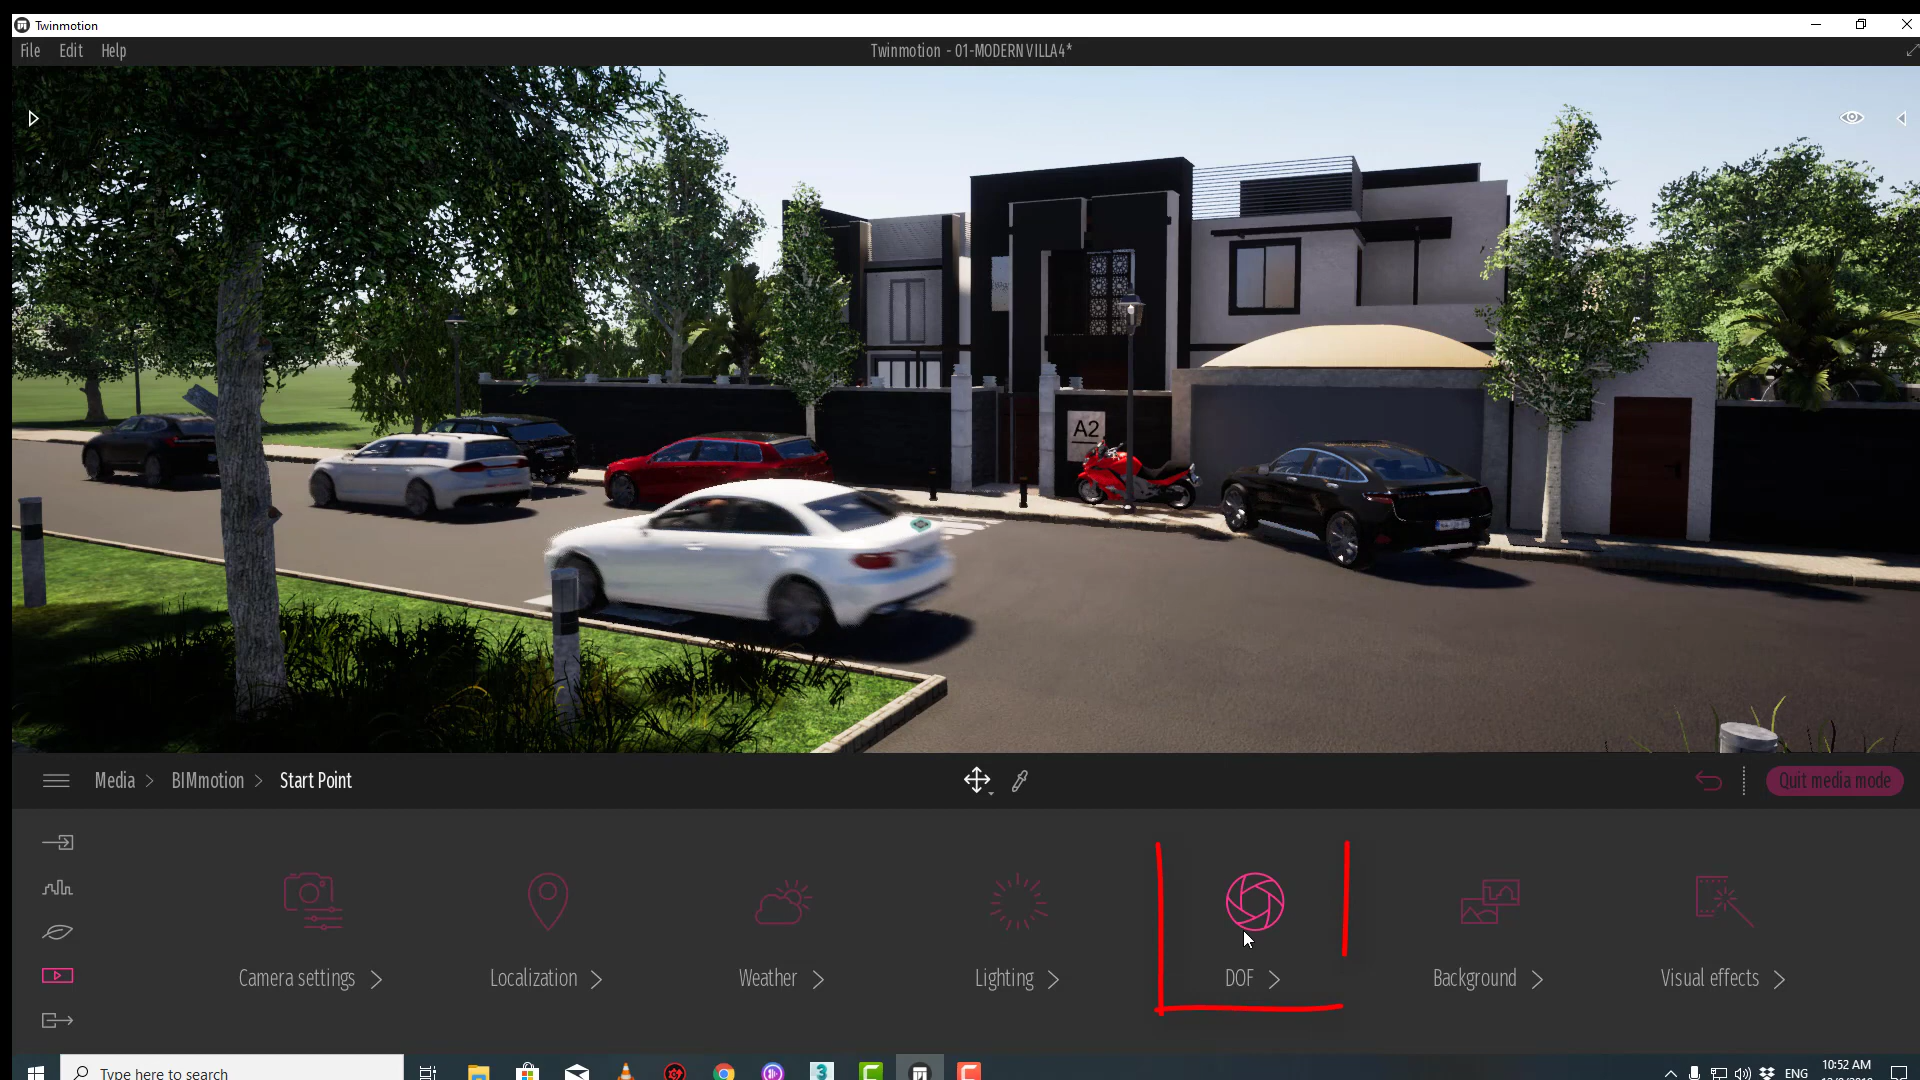 Twinmotion
File Edit Help
Twinmotion - 01-MODERN VILLA4*
A2
Media > BIMmotion > Start Point
Quit media mode
Camera settings >
Localization >
Weather >
Lighting >
DOF >
Background >
Visual effects >
Type here to search
ENG
10:52 AM